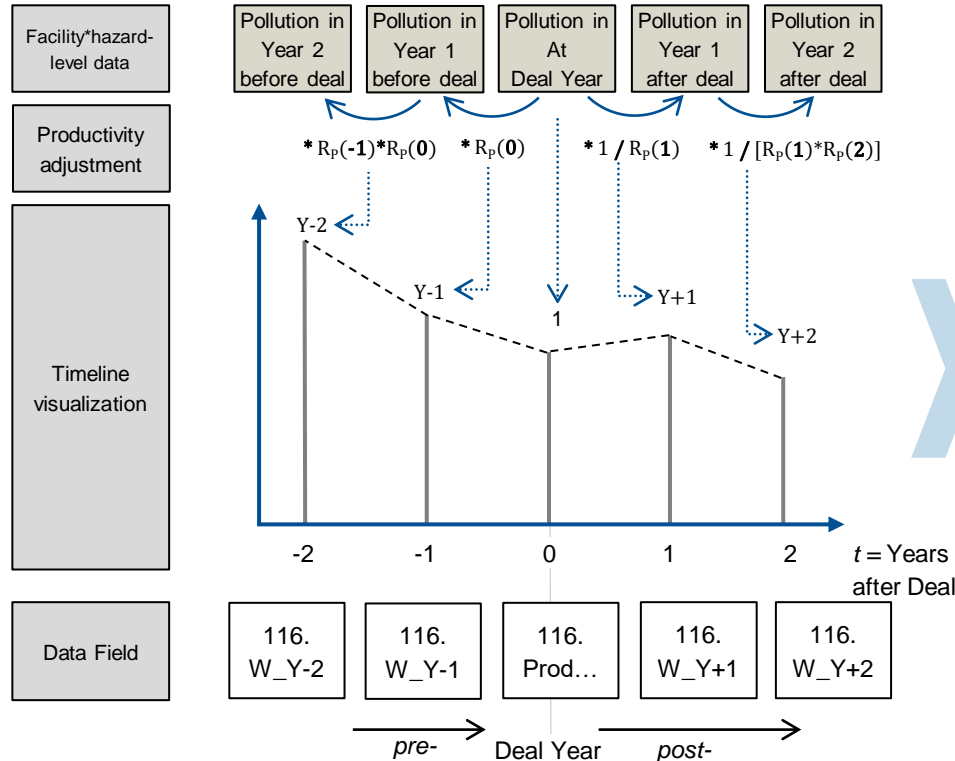 Facility*hazard-
level data
Pollution in
Year 2
before deal
Pollution in
Year 1
before deal
Pollution in
At
Deal Year
Pollution in
Year 1
after deal
Pollution in
Year 2
after deal
Productivity
adjustment
* R_P(-1)*R_P(0)
* R_P(0)
* 1 / R_P(1)
* 1 / [R_P(1)*R_P(2)]
Timeline
visualization
Y-2
Y-1
1
Y+1
Y+2
-2 -1 0 1 2 t = Years
after Deal
Data Field
116.
W_Y-2
116.
W_Y-1
116.
Prod…
116.
W_Y+1
116.
W_Y+2
pre-
Deal Year
post-